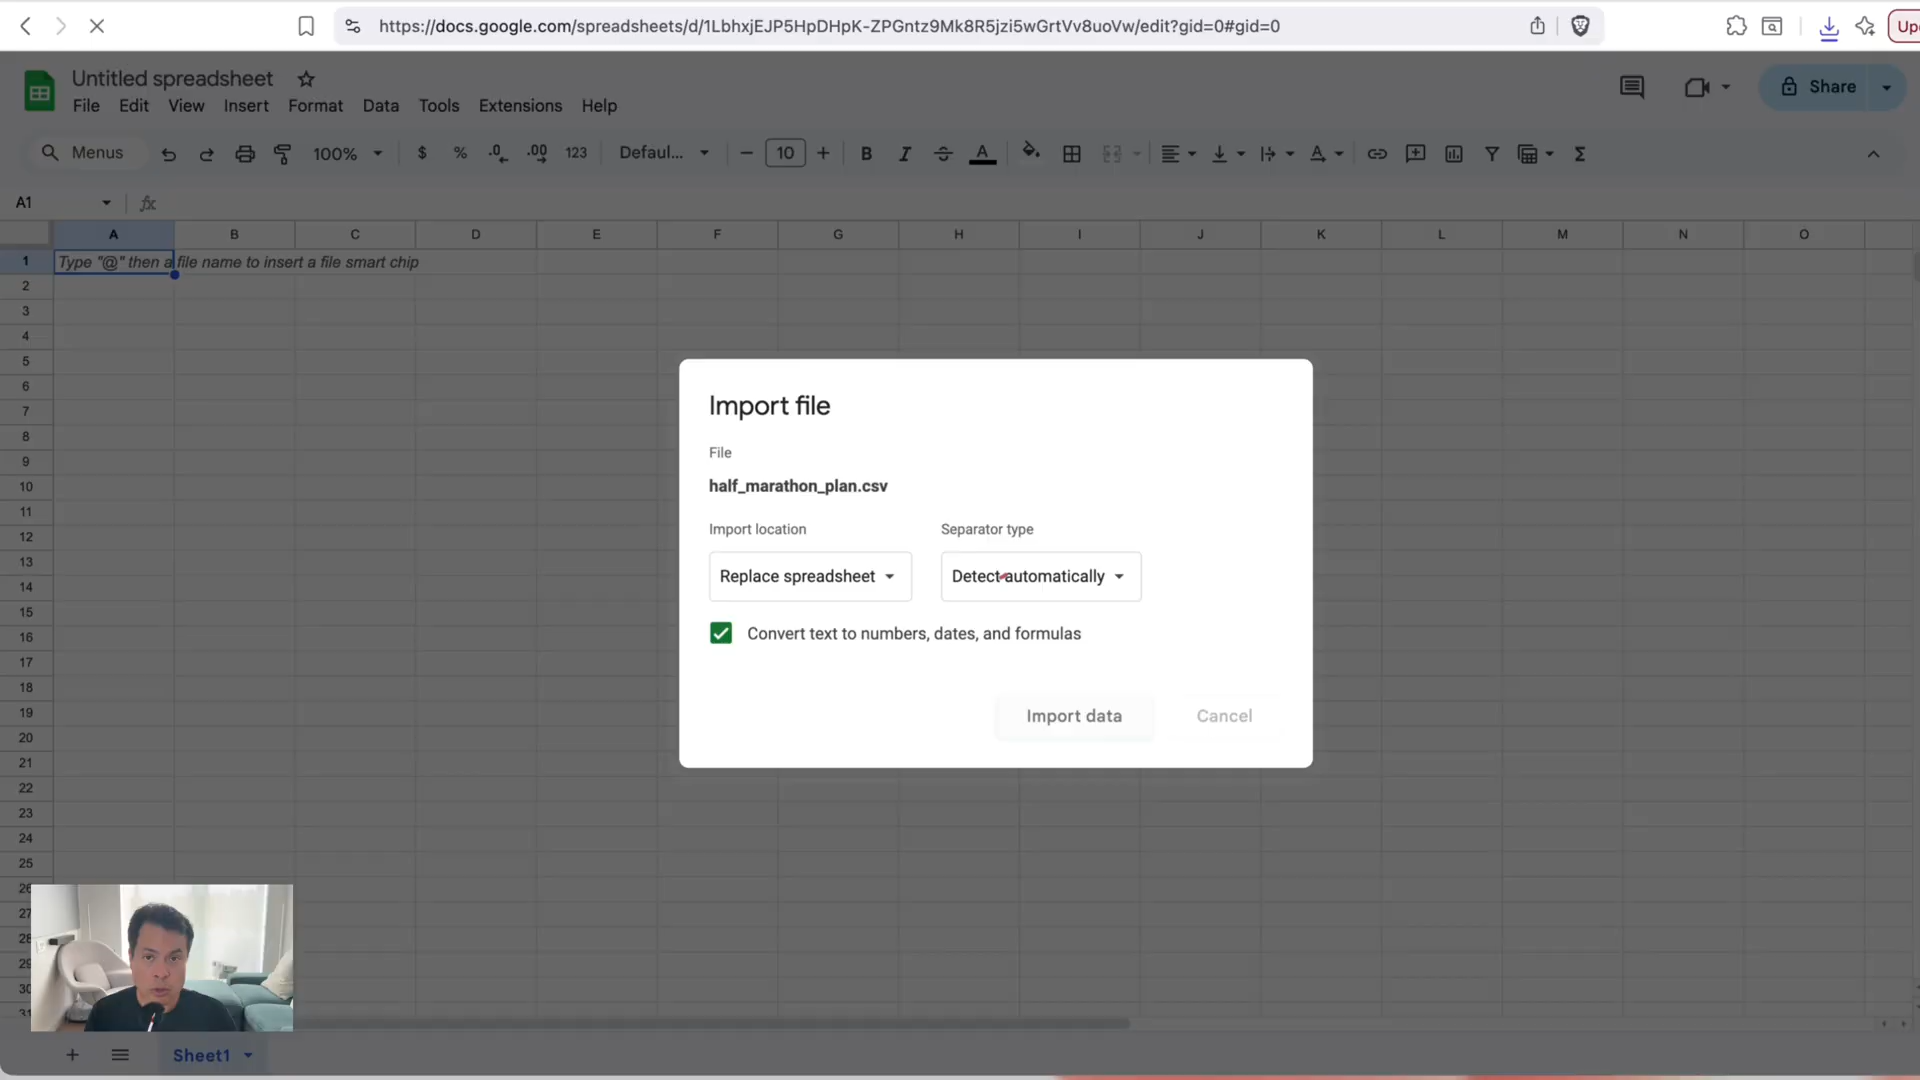 https://docs.google.com/spreadsheets/d/1LbhxjEJP5HpDHpK-ZPGntz9Mk8R5jzi5wGrtVv8uoVw/edit?gid=0#gid=0
Untitled spreadsheet
File Edit View Insert Format Data Tools Extensions Help
Share
Menus 100% $ % .0 .00 123 Defaul... 10 B I A Σ
A1 fx
A B C D E F G H I J K L M N O
1 Type "@" then a file name to insert a file smart chip
2
3
4
5
6
7
8
9
10
11
12
13
14
15
16
17
18
19
20
21
22
23
24
25
Import file
File
half_marathon_plan.csv
Import location Separator type
Replace spreadsheet Detect automatically
Convert text to numbers, dates, and formulas
Import data Cancel
Sheet1